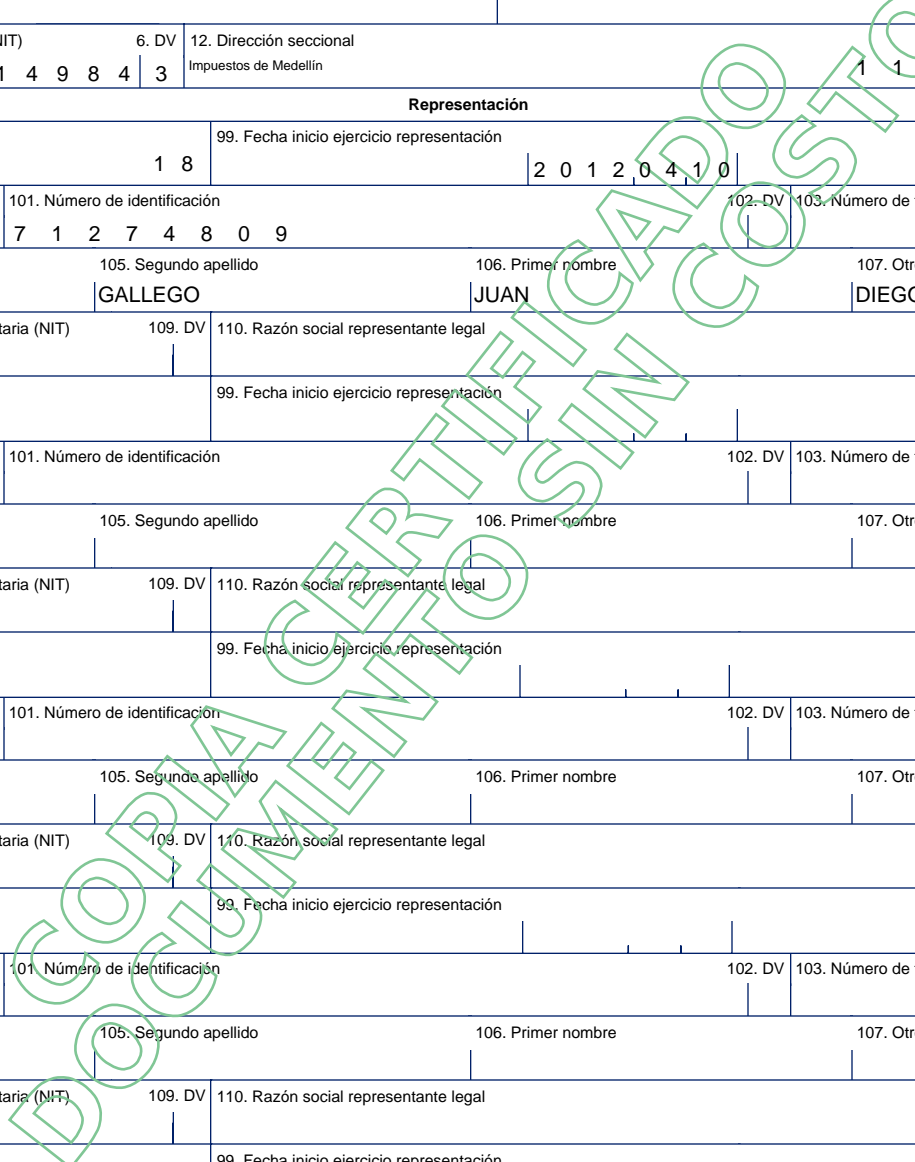 IT) 6. DV 12. Dirección seccional
1 4 9 8 4 3 Impuestos de Medellín 1 1
Representación
99. Fecha inicio ejercicio representación
1 8 2 0 1 2 0 4 1 0
101. Número de identificación 102. DV 103. Número de
7 1 2 7 4 8 0 9
105. Segundo apellido 106. Primer nombre 107. Otr
GALLEGO JUAN DIEGO
taria (NIT) 109. DV 110. Razón social representante legal
99. Fecha inicio ejercicio representación
101. Número de identificación 102. DV 103. Número de
105. Segundo apellido 106. Primer nombre 107. Otr
taria (NIT) 109. DV 110. Razón social representante legal
99. Fecha inicio ejercicio representación
101. Número de identificación 102. DV 103. Número de
105. Segundo apellido 106. Primer nombre 107. Otr
taria (NIT) 109. DV 110. Razón social representante legal
99. Fecha inicio ejercicio representación
101. Número de identificación 102. DV 103. Número de
105. Segundo apellido 106. Primer nombre 107. Otr
taria (NIT) 109. DV 110. Razón social representante legal
99. Fecha inicio ejercicio representación
COPIA CERTIFICADO
DOCUMENTO SIN COSTO